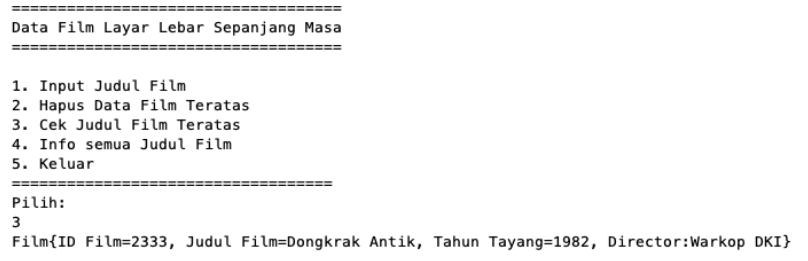 ====================================
Data Film Layar Lebar Sepanjang Masa
====================================
1. Input Judul Film
2. Hapus Data Film Teratas
3. Cek Judul Film Teratas
4. Info semua Judul Film
5. Keluar
===================================
Pilih:
3
Film{ID Film=2333, Judul Film=Dongkrak Antik, Tahun Tayang=1982, Director:Warkop DKI}